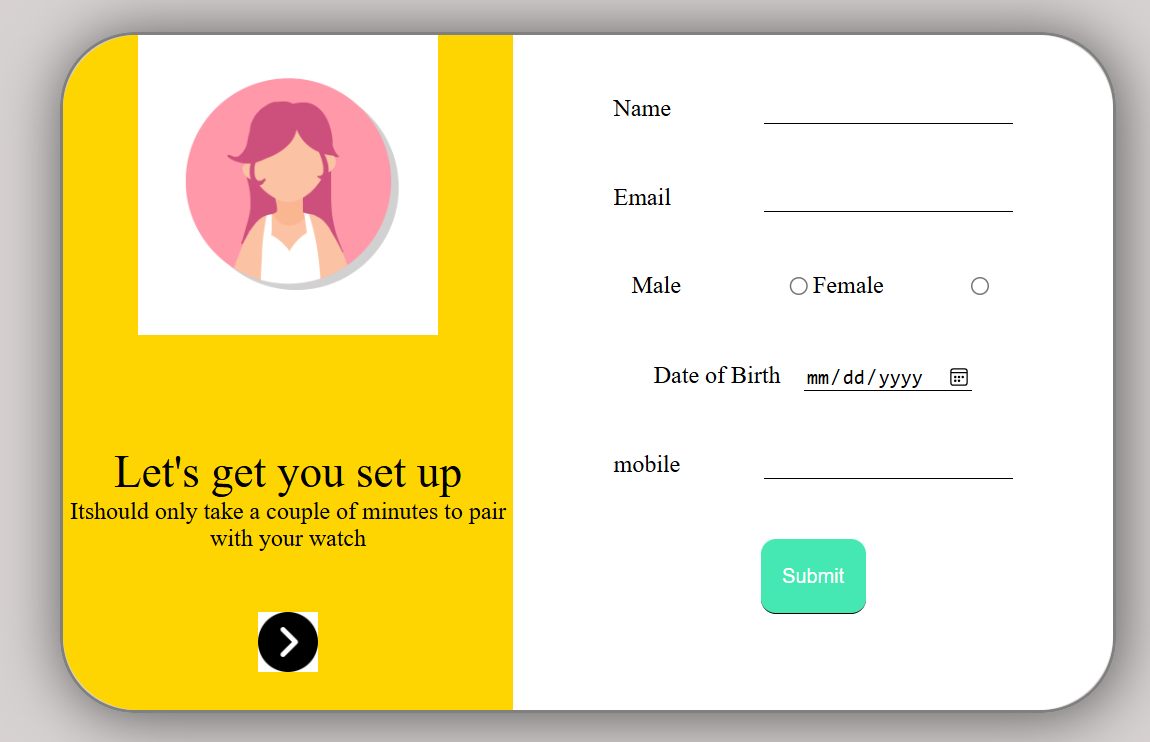 Let's get you set up
Itshould only take a couple of minutes to pair
with your watch
Name
Email
Male Female
Date of Birth mm/dd/yyyy
mobile
Submit